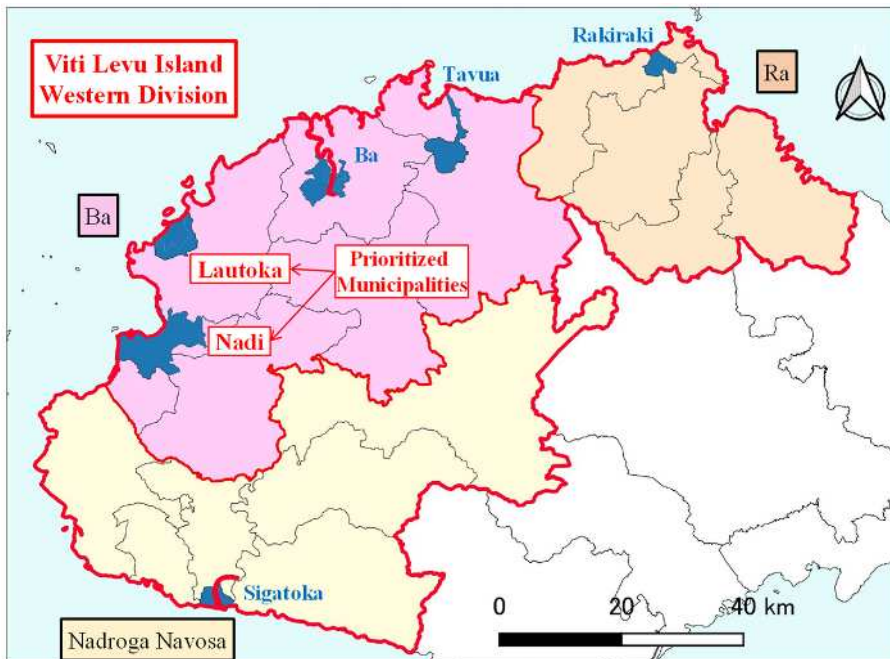 Viti Levu Island
Western Division
Rakiraki
Tavua
Ra
Ba
Ba
Lautoka
Prioritized
Municipalities
Nadi
Sigatoka
0 20 40 km
Nadroga Navosa